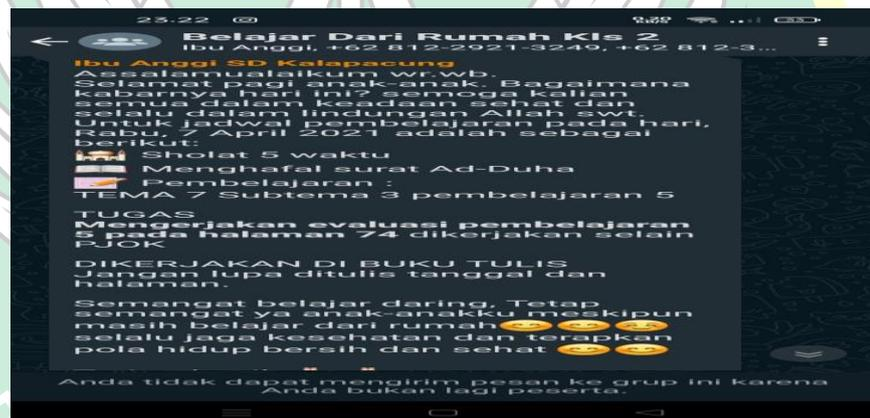 23.22
Belajar Dari Rumah Kls 2
Ibu Anggi, +62 812-2921-3249, +62 812-3...
Ibu Anggi SD Kalapacung
Assalamualaikum wr.wb.
Selamat pagi anak-anak. Bagaimana
kabarnya hari ini? semoga kalian
semua dalam keadaan sehat dan
selalu dalam lindungan Allah swt.
Untuk jadwal pembelajaran pada hari,
Rabu, 7 April 2021 adalah sebagai
berikut:
🕌 Sholat 5 waktu
📖 Menghafal surat Ad-Duha
📝 Pembelajaran :
TEMA 7 Subtema 3 pembelajaran 5
TUGAS
Mengerjakan evaluasi pembelajaran
5 pada halaman 74 dikerjakan selain
PJOK
DIKERJAKAN DI BUKU TULIS
Jangan lupa ditulis tanggal dan
halaman.
Semangat belajar daring, Tetap
semangat ya anak-anakku meskipun
masih belajar dari rumah😊😊😊
selalu jaga kesehatan dan terapkan
pola hidup bersih dan sehat 😊😊
Anda tidak dapat mengirim pesan ke grup ini karena
Anda bukan lagi peserta.